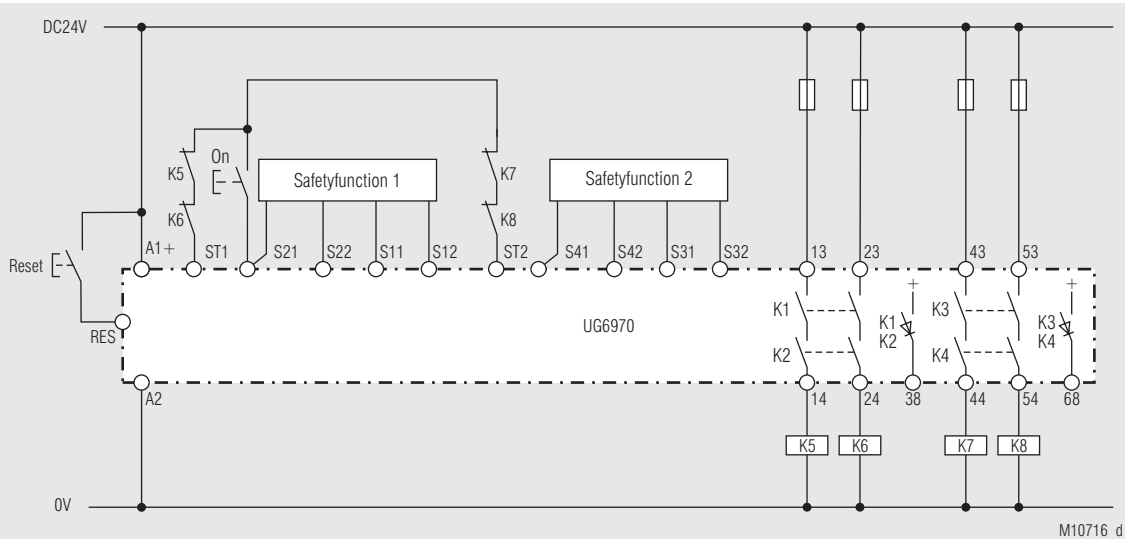 DC24V
On
K5
Safetyfunction 1
K7
Safetyfunction 2
K6
K8
A1+
ST1
S21
S22
S11
S12
ST2
S41
S42
S31
S32
13
23
43
53
Reset
RES
UG6970
K1
K1
K2
K3
K3
K4
K2
K4
A2
14
24
38
44
54
68
K5
K6
K7
K8
0V
M10716_d